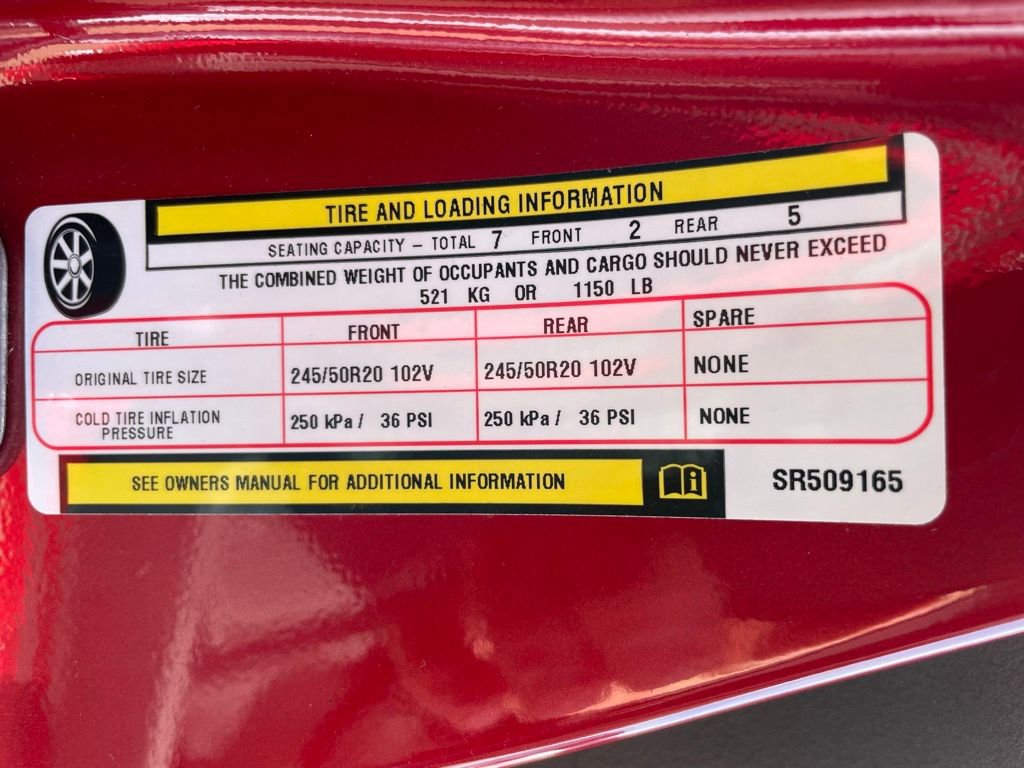 TIRE AND LOADING INFORMATION
SEATING CAPACITY – TOTAL 7 FRONT 2 REAR 5
THE COMBINED WEIGHT OF OCCUPANTS AND CARGO SHOULD NEVER EXCEED
521 KG OR 1150 LB
TIRE FRONT REAR SPARE
ORIGINAL TIRE SIZE 245/50R20 102V 245/50R20 102V NONE
COLD TIRE INFLATION PRESSURE 250 kPa / 36 PSI 250 kPa / 36 PSI NONE
SEE OWNERS MANUAL FOR ADDITIONAL INFORMATION SR509165